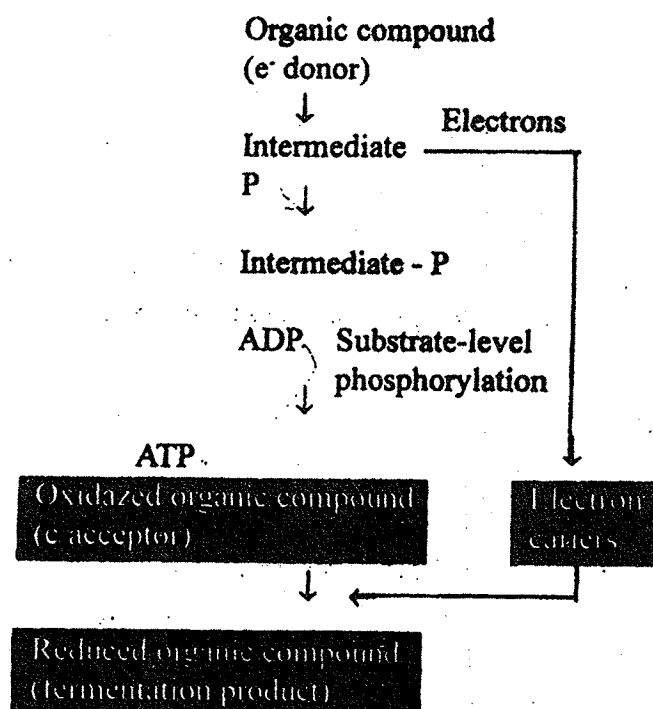 Organic compound
(e- donor)
Electrons
Intermediate
P
Intermediate - P
ADP
Substrate-level
phosphorylation
ATP
Oxidazed organic compound
(e acceptor)
Electron
cariers
Reduced organic compound
(fermentation product)